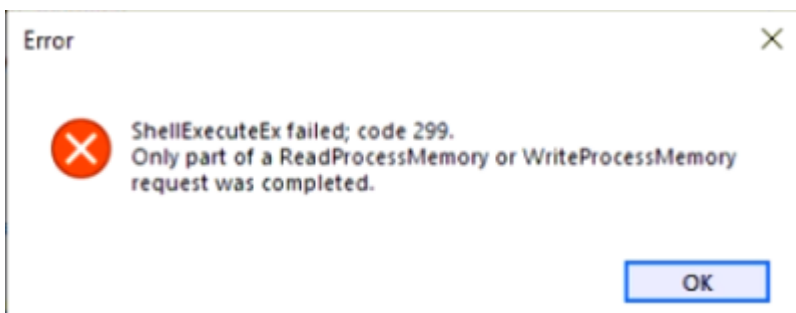 Error
ShellExecuteEx failed; code 299.
Only part of a ReadProcessMemory or WriteProcessMemory
request was completed.
OK